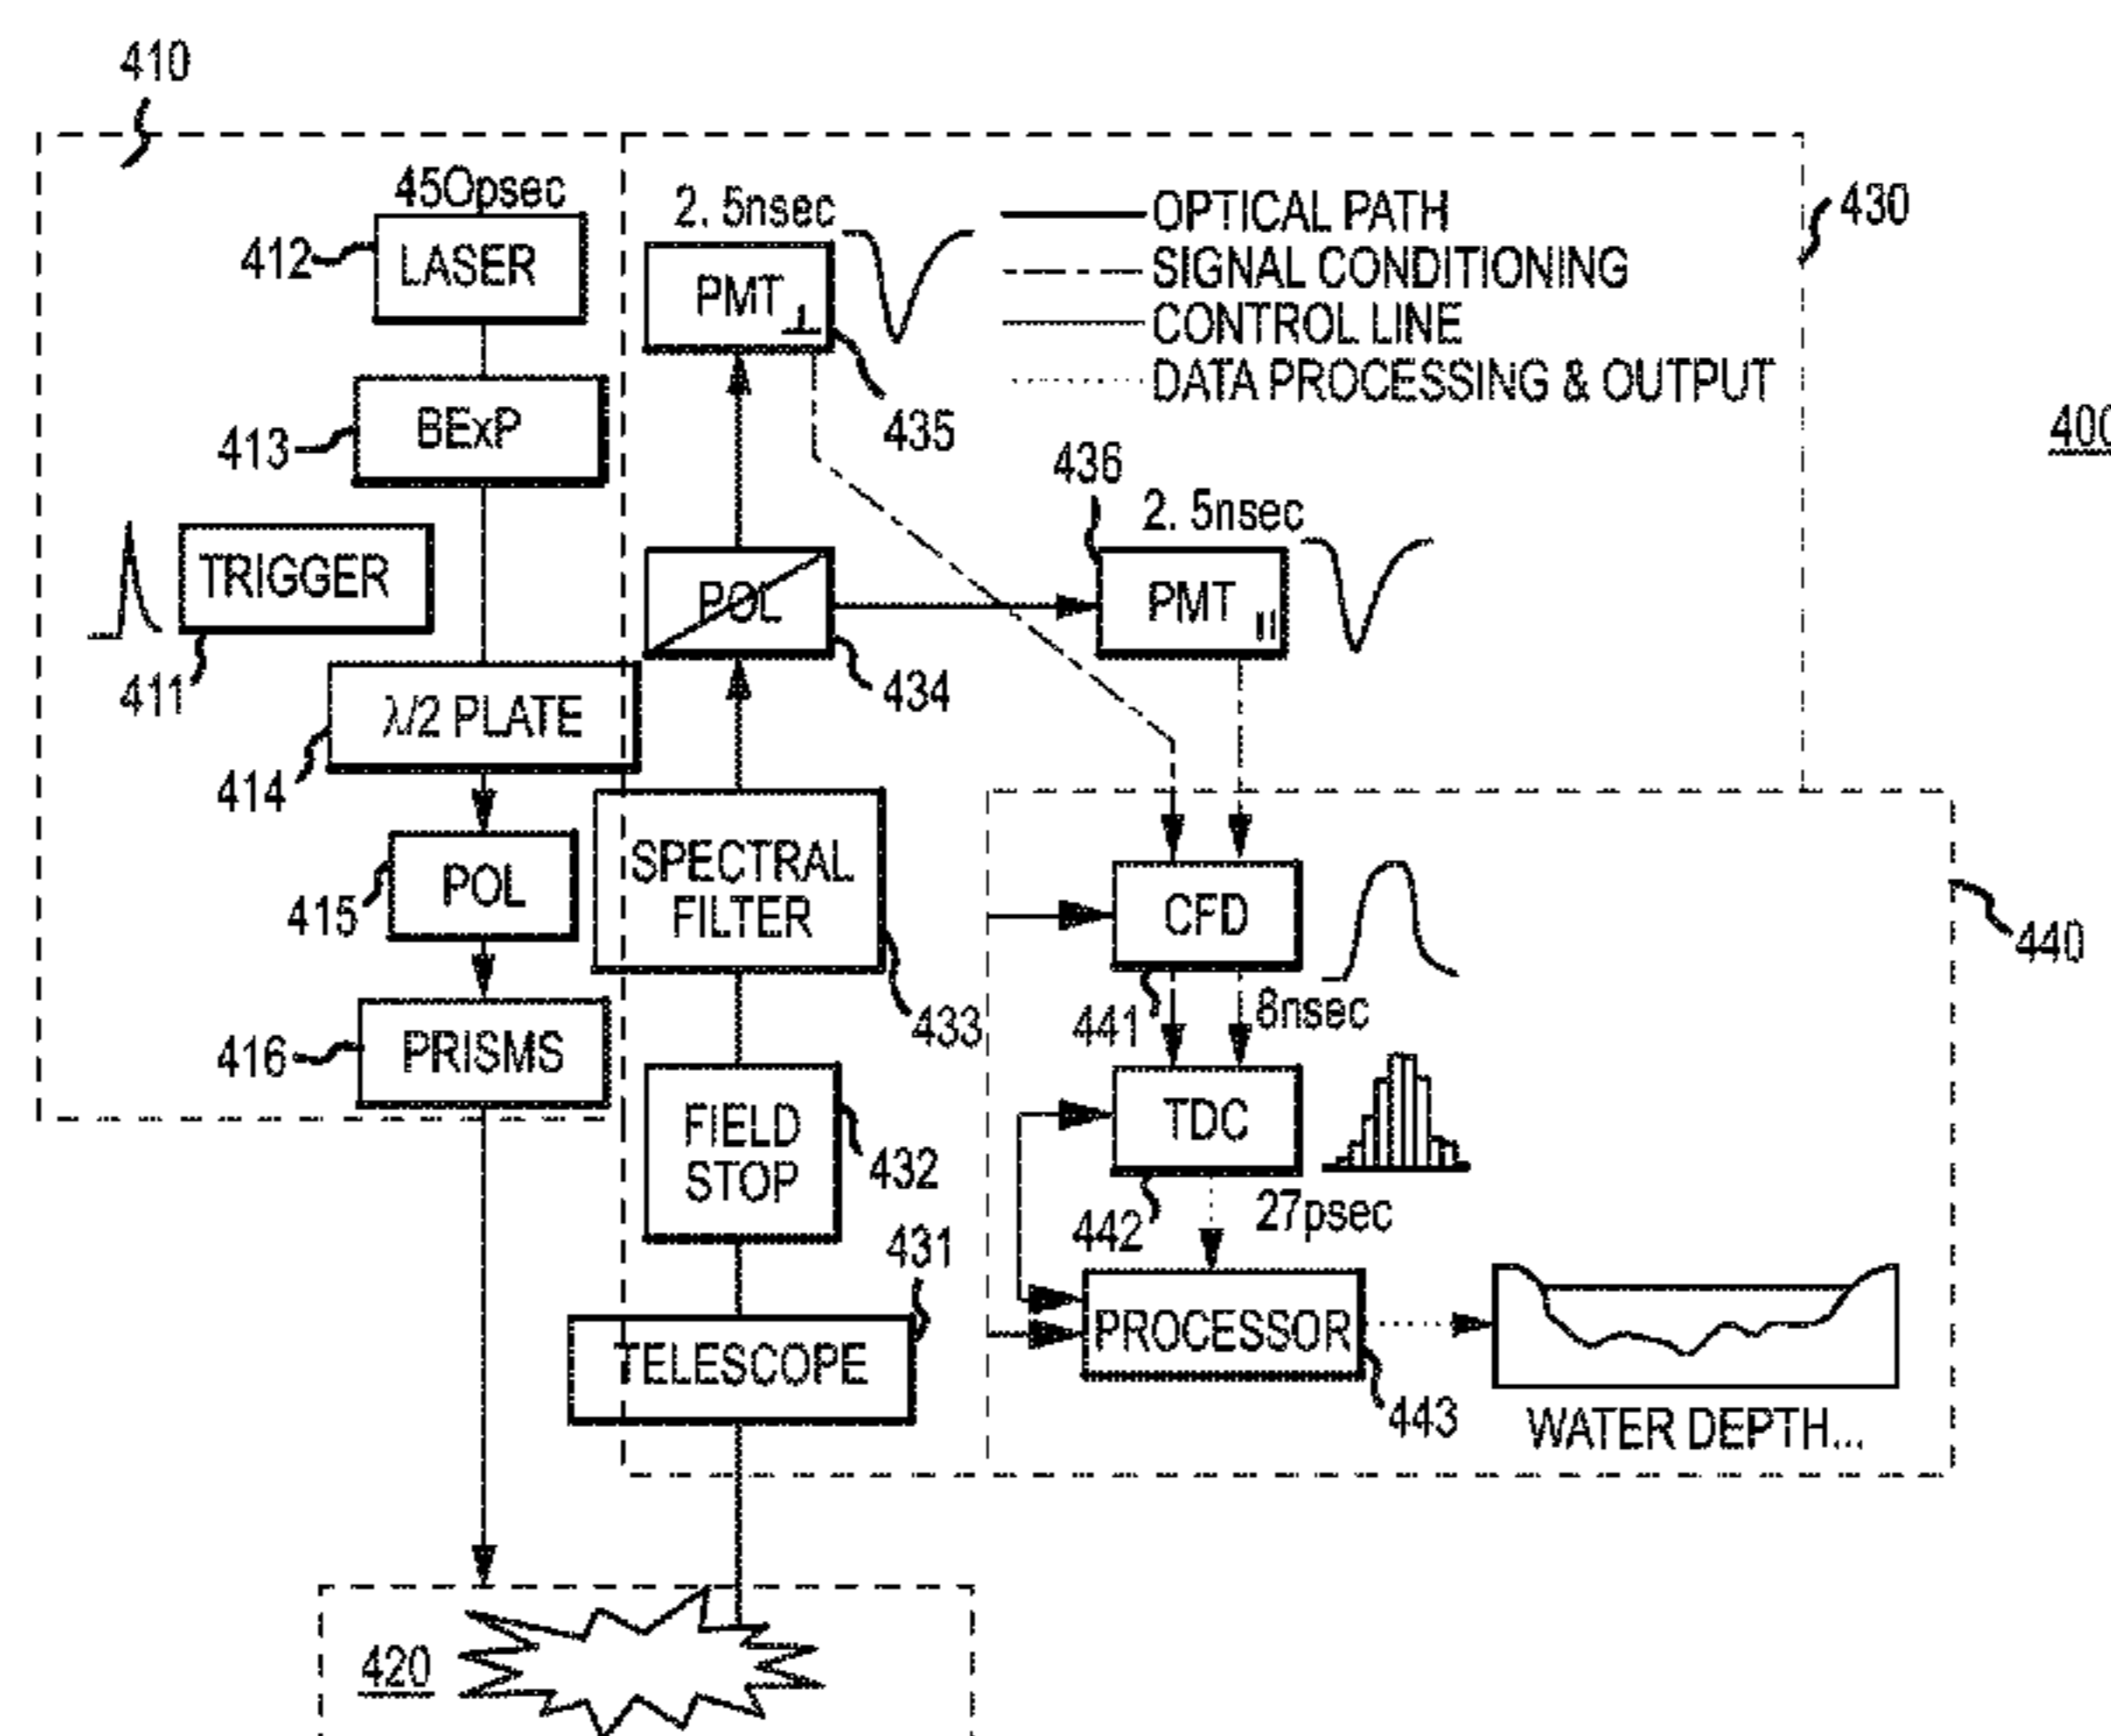 410
450psec
412
LASER
2. 5nsec
PMT ⊥
435
OPTICAL PATH
SIGNAL CONDITIONING
CONTROL LINE
DATA PROCESSING & OUTPUT
430
400
413
BExP
436
2. 5nsec
TRIGGER
411
POL
434
PMT ||
λ/2 PLATE
414
POL
415
SPECTRAL
FILTER
433
CFD
441
8nsec
440
416
PRISMS
FIELD
STOP
432
TDC
442
27psec
431
TELESCOPE
PROCESSOR
443
WATER DEPTH...
420